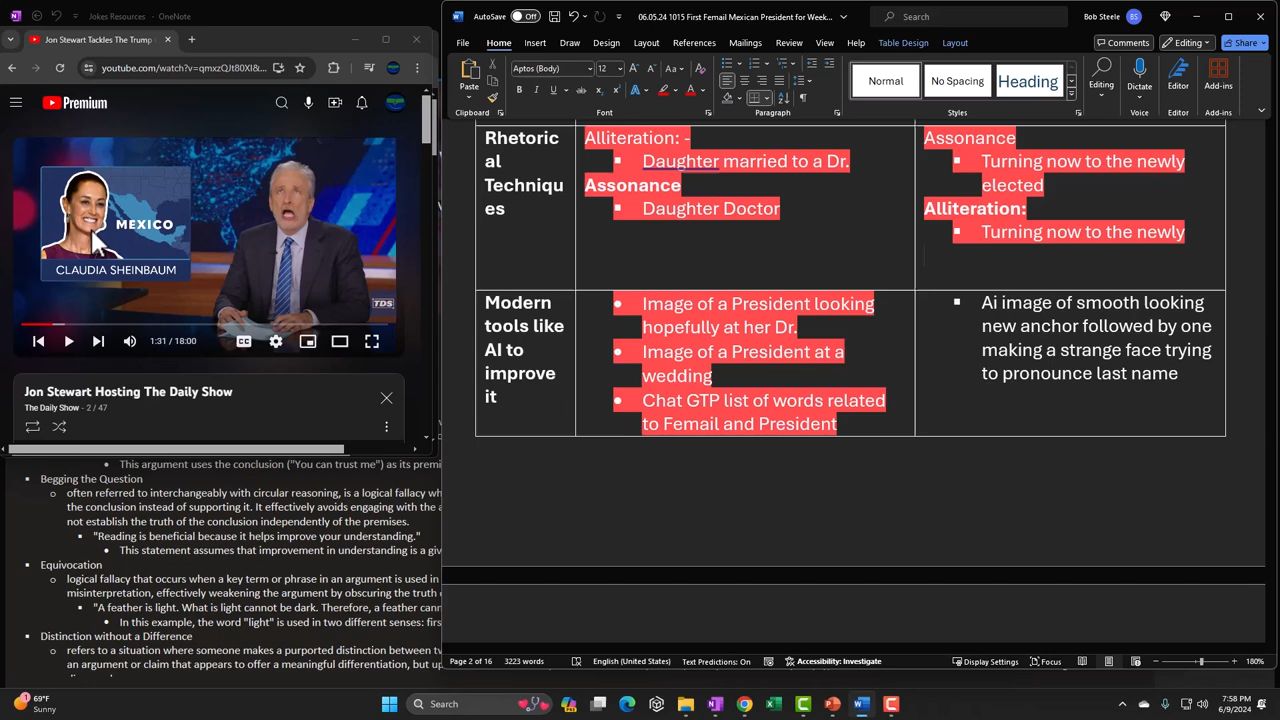 Jokes Resources - OneNote
Jon Stewart Tackles The Trump
youtube.com/watch?v=qmxzQJt80XI&...
Premium
MEXICO
CLAUDIA SHEINBAUM
TDS
1:31 / 18:00
CC
Jon Stewart Hosting The Daily Show
The Daily Show - 2 / 47
This argument uses the conclusion ("You can trust me") as its premi
Begging the Question
often referred to interchangeably with circular reasoning, is a logical fallacy wh
the conclusion instead of supporting it. It effectively avoids engaging with the a
not establish the truth of the conclusion independently of the premises.
"Reading is beneficial because it helps improve your understanding."
This statement assumes that improvement in understanding is a giv
Equivocation
logical fallacy that occurs when a key term or phrase in an argument is used in
misinterpretation, effectively weakening the argument by obscuring the truth o
"A feather is light. What is light cannot be dark. Therefore, a feather cann
In this example, the word "light" is used in two different senses: firs
Distinction without a Difference
refers to a situation where someone makes a purported distinction between tw
an argument or claim that appears to offer a meaningful differentiation, but up
AutoSave Off
06.05.24 1015 First Femail Mexican President for Week...
Search
Bob Steele BS
File Home Insert Draw Design Layout References Mailings Review View Help Table Design Layout
Comments Editing Share
Paste
Clipboard
Aptos (Body) 12
Font
Paragraph
Normal No Spacing Heading
Styles
Editing Dictate Editor Add-ins
Voice Editor Add-ins
Rhetoric
al
Techniqu
es
Alliteration: -
Daughter married to a Dr.
Assonance
Daughter Doctor
Assonance
Turning now to the newly
elected
Alliteration:
Turning now to the newly
Modern
tools like
AI to
improve
it
Image of a President looking
hopefully at her Dr.
Image of a President at a
wedding
Chat GTP list of words related
to Femail and President
Ai image of smooth looking
new anchor followed by one
making a strange face trying
to pronounce last name
Page 2 of 16 3223 words English (United States) Text Predictions: On Accessibility: Investigate Display Settings Focus 180%
69°F
Sunny
Search
7:58 PM
6/9/2024